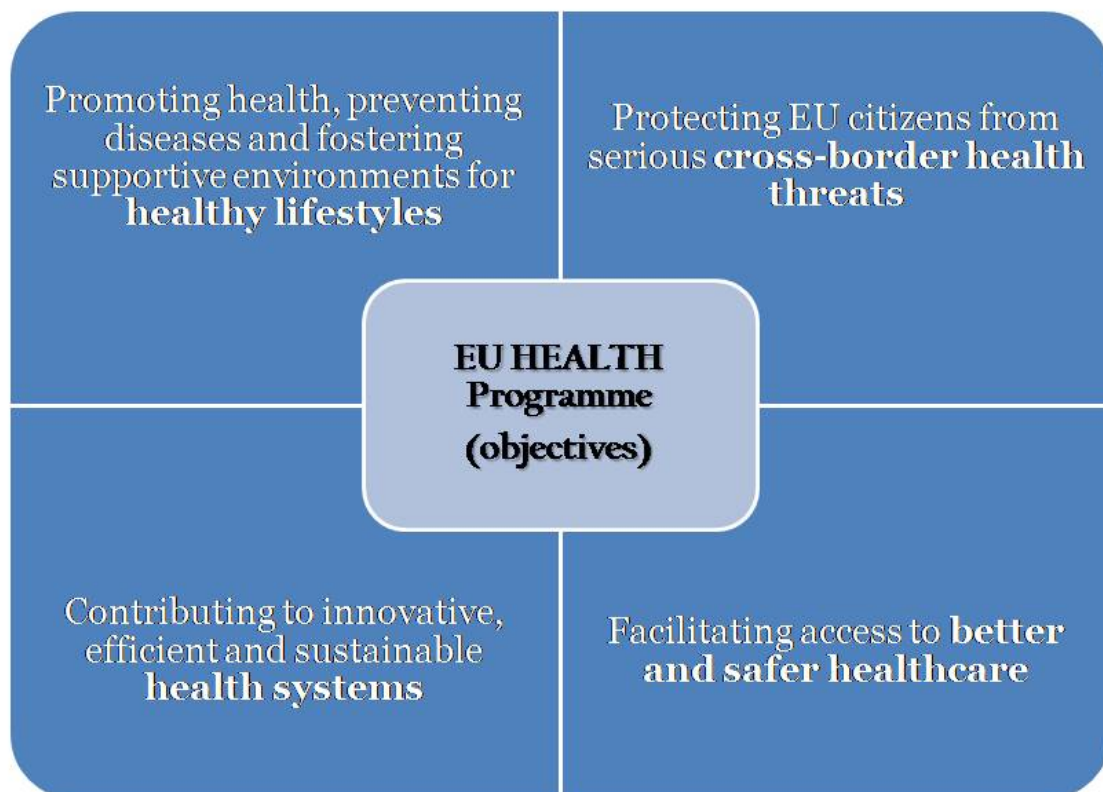 Promoting health, preventing
diseases and fostering
supportive environments for
healthy lifestyles
Protecting EU citizens from
serious cross-border health
threats
EU HEALTH
Programme
(objectives)
Contributing to innovative,
efficient and sustainable
health systems
Facilitating access to better
and safer healthcare